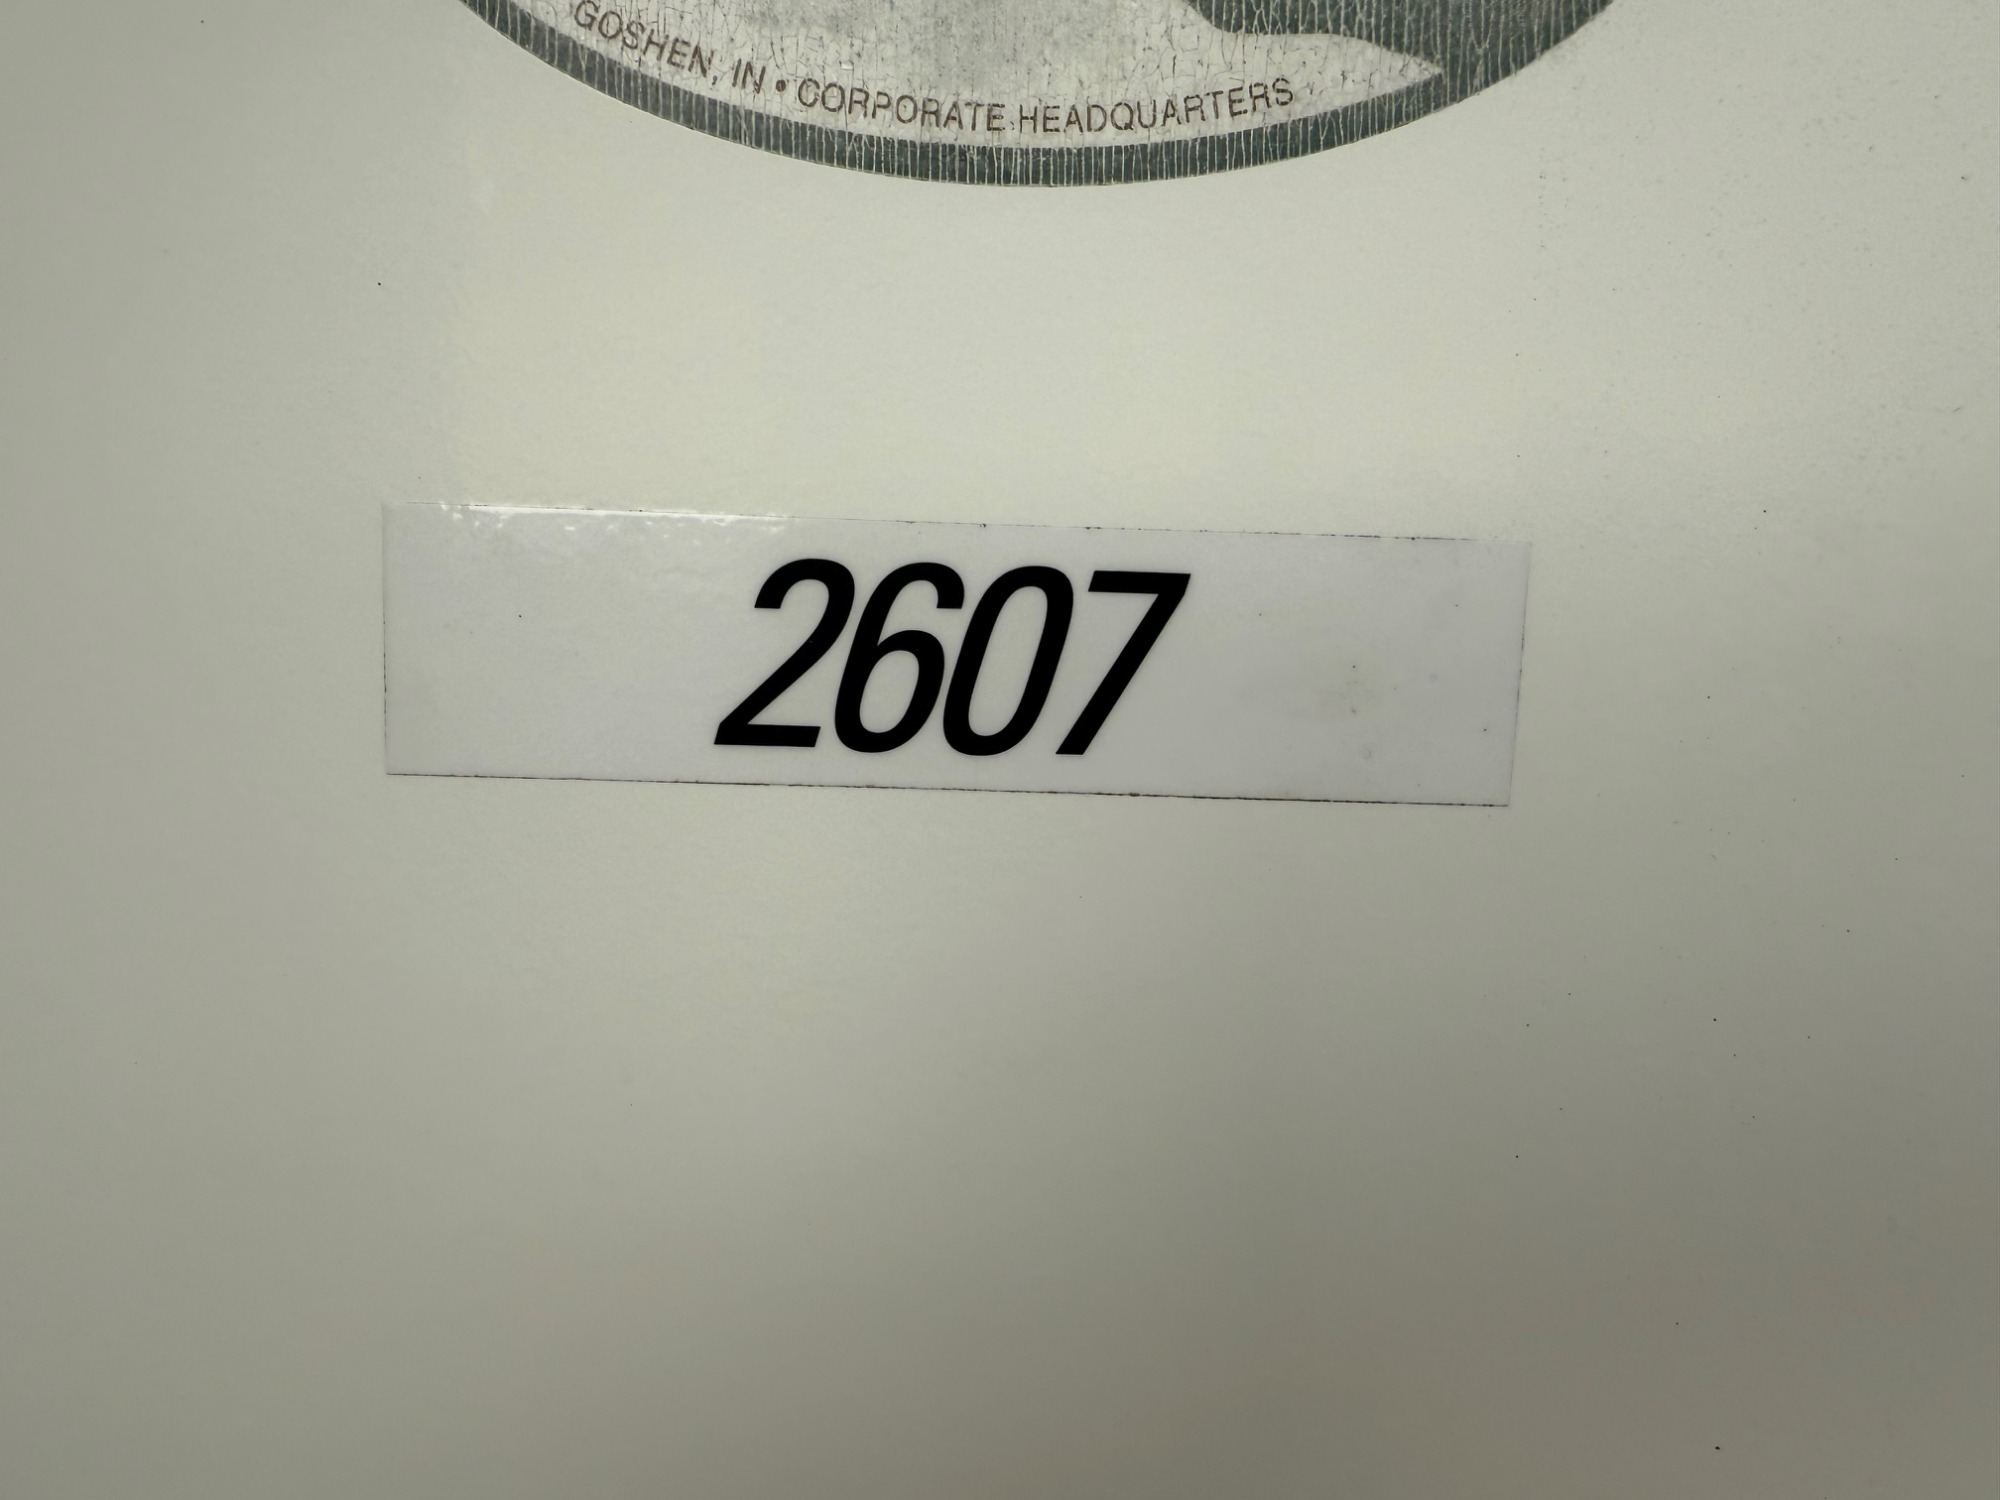 GOSHEN, IN • CORPORATE HEADQUARTERS
2607